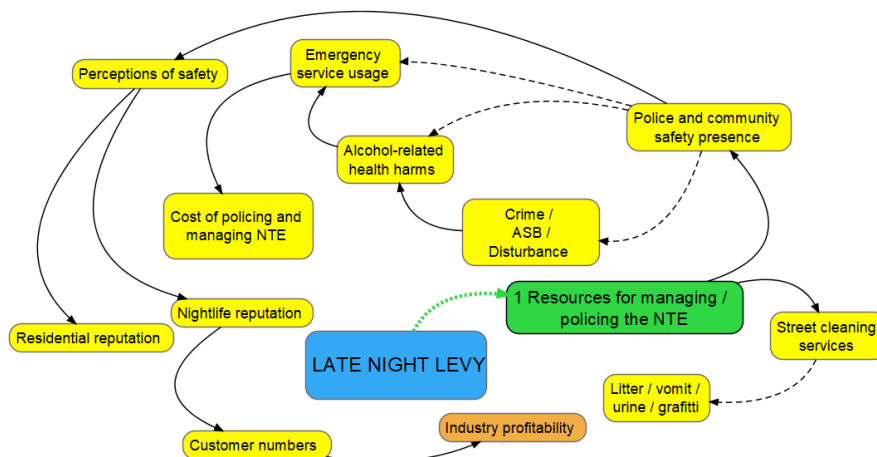 Emergency
service usage
Perceptions of safety
Police and community
safety presence
Alcohol-related
health harms
Cost of policing and
managing NTE
Crime /
ASB /
Disturbance
1 Resources for managing /
policing the NTE
Nightlife reputation
Residential reputation
Street cleaning
services
LATE NIGHT LEVY
Litter / vomit /
urine / grafitti
Industry profitability
Customer numbers